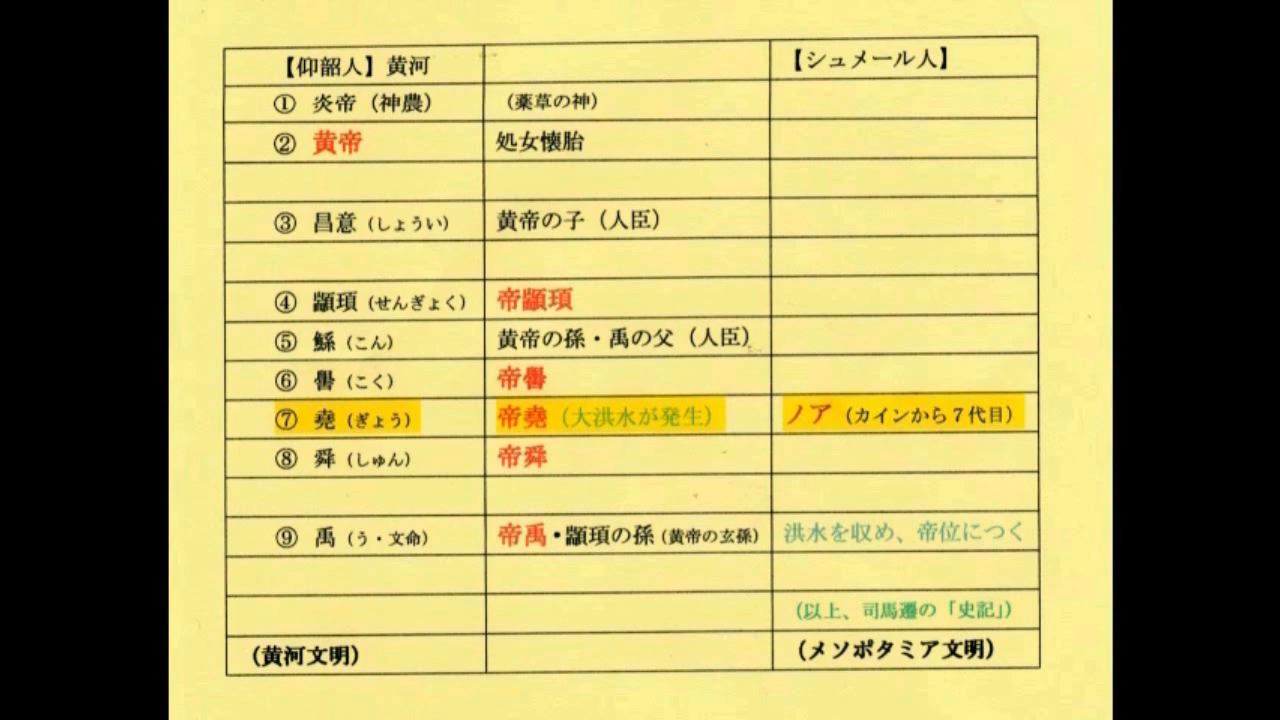 【仰韶人】黄河 【シュメール人】
① 炎帝（神農） （薬草の神）
② 黄帝 処女懐胎
③ 昌意（しょうい） 黄帝の子（人臣）
④ 顓頊（せんぎょく） 帝顓頊
⑤ 鯀（こん） 黄帝の孫・禹の父（人臣）
⑥ 嚳（こく） 帝嚳
⑦ 堯（ぎょう） 帝堯（大洪水が発生） ノア（カインから７代目）
⑧ 舜（しゅん） 帝舜
⑨ 禹（う・文命） 帝禹・顓頊の孫（黄帝の玄孫） 洪水を収め、帝位につく
（以上、司馬遷の「史記」）
（黄河文明） （メソポタミア文明）